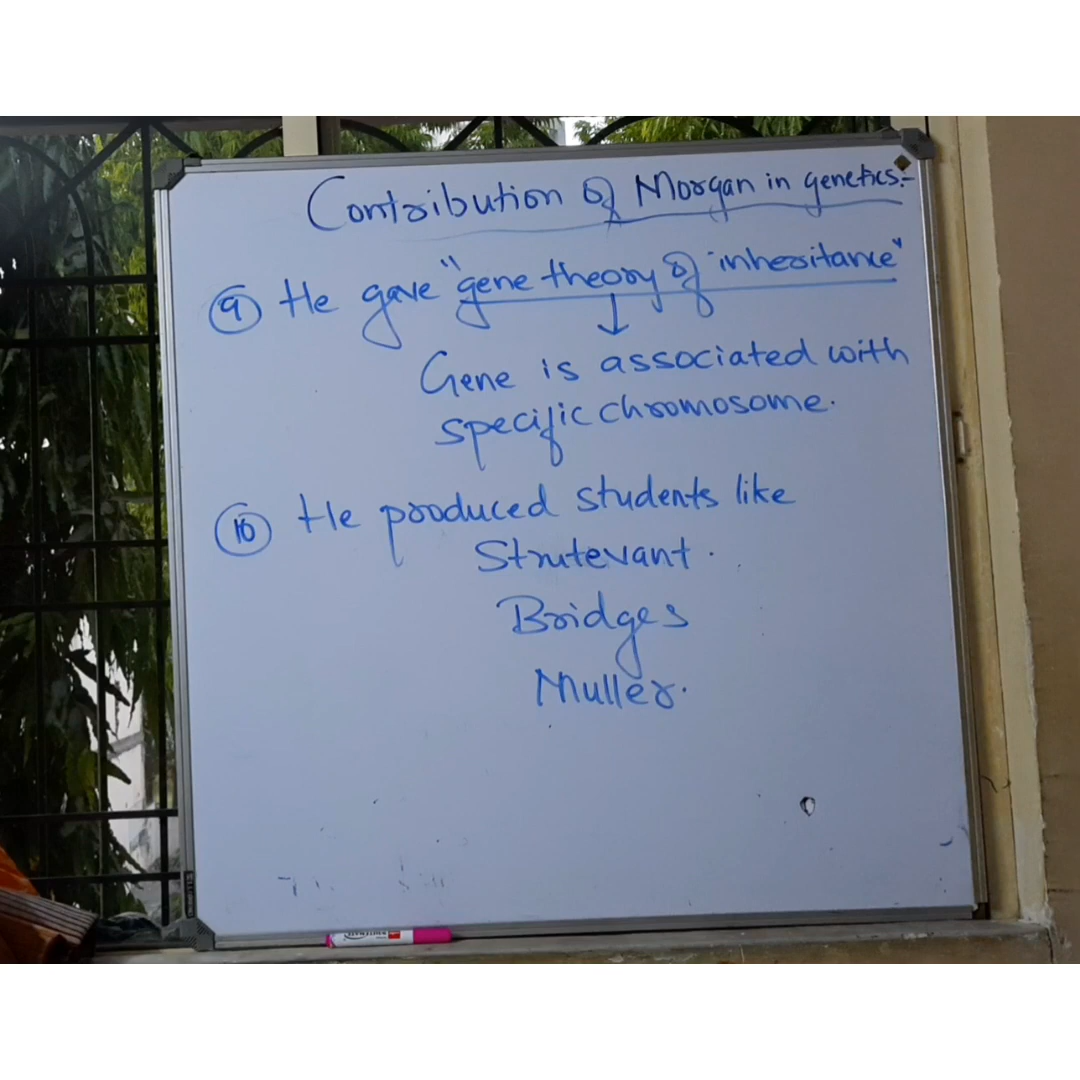 Contribution of Morgan in genetics:-
9 He gave "gene theory of inheritance"
↓
Gene is associated with
specific chromosome.
10 He produced students like
Strutevant.
Bridges
Muller.